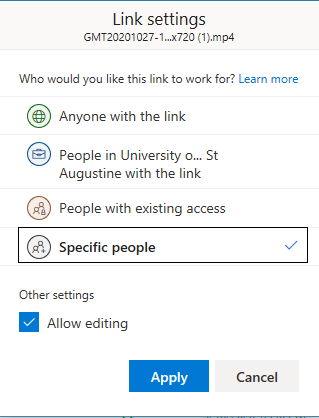 Link settings
GMT20201027-1...x720 (1).mp4
Who would you like this link to work for? Learn more
Anyone with the link
People in University o... St
Augustine with the link
People with existing access
Specific people
Other settings
Allow editing
Apply Cancel